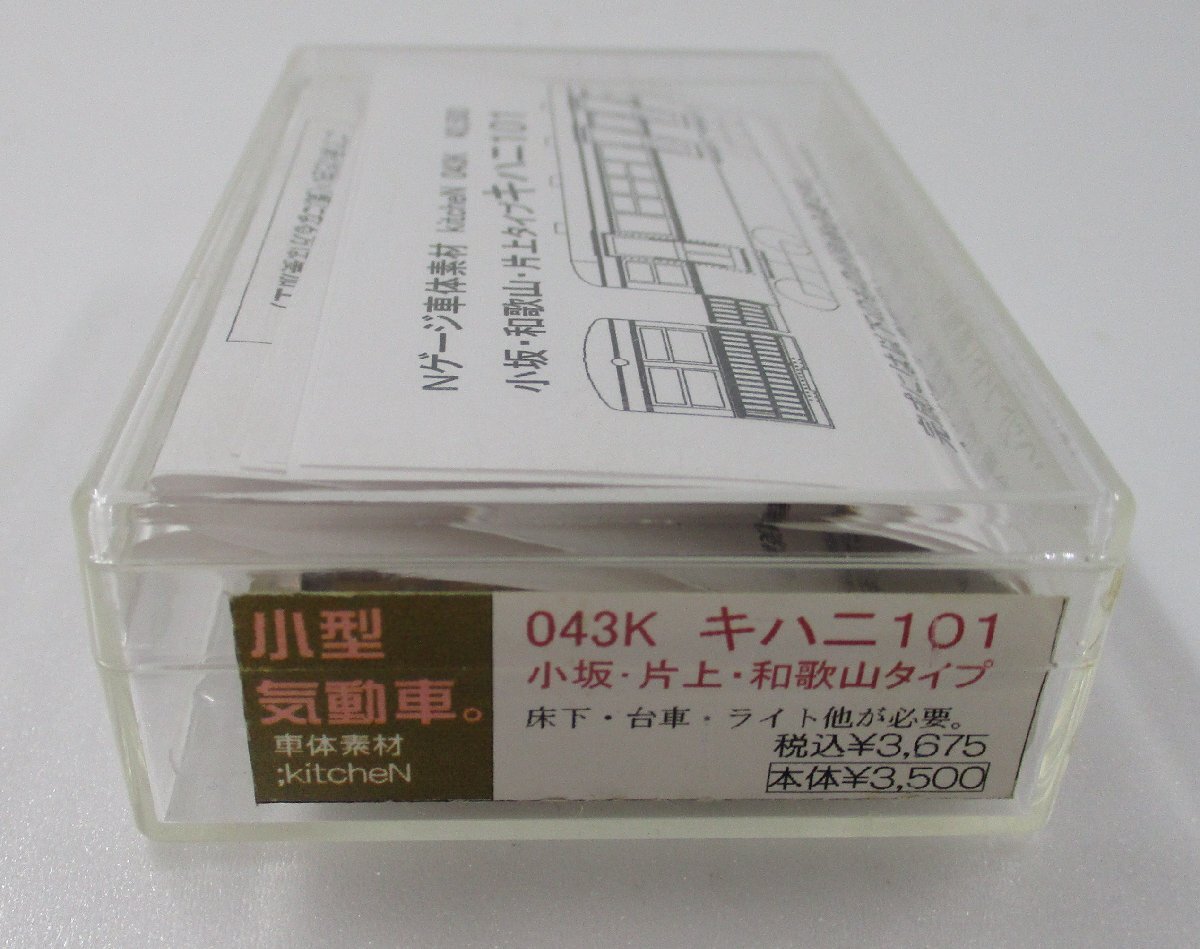 Nゲージ車体素材 kitcheN 043K
小坂・和歌山・片上タイプキハニ101
小型
気動車。
車体素材
;kitcheN
043K キハニ101
小坂・片上・和歌山タイプ
床下・台車・ライト他が必要。
税込¥3,675
本体¥3,500